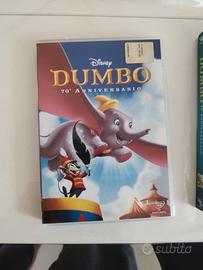 Disney
DUMBO
70° ANNIVERSARIO
subito